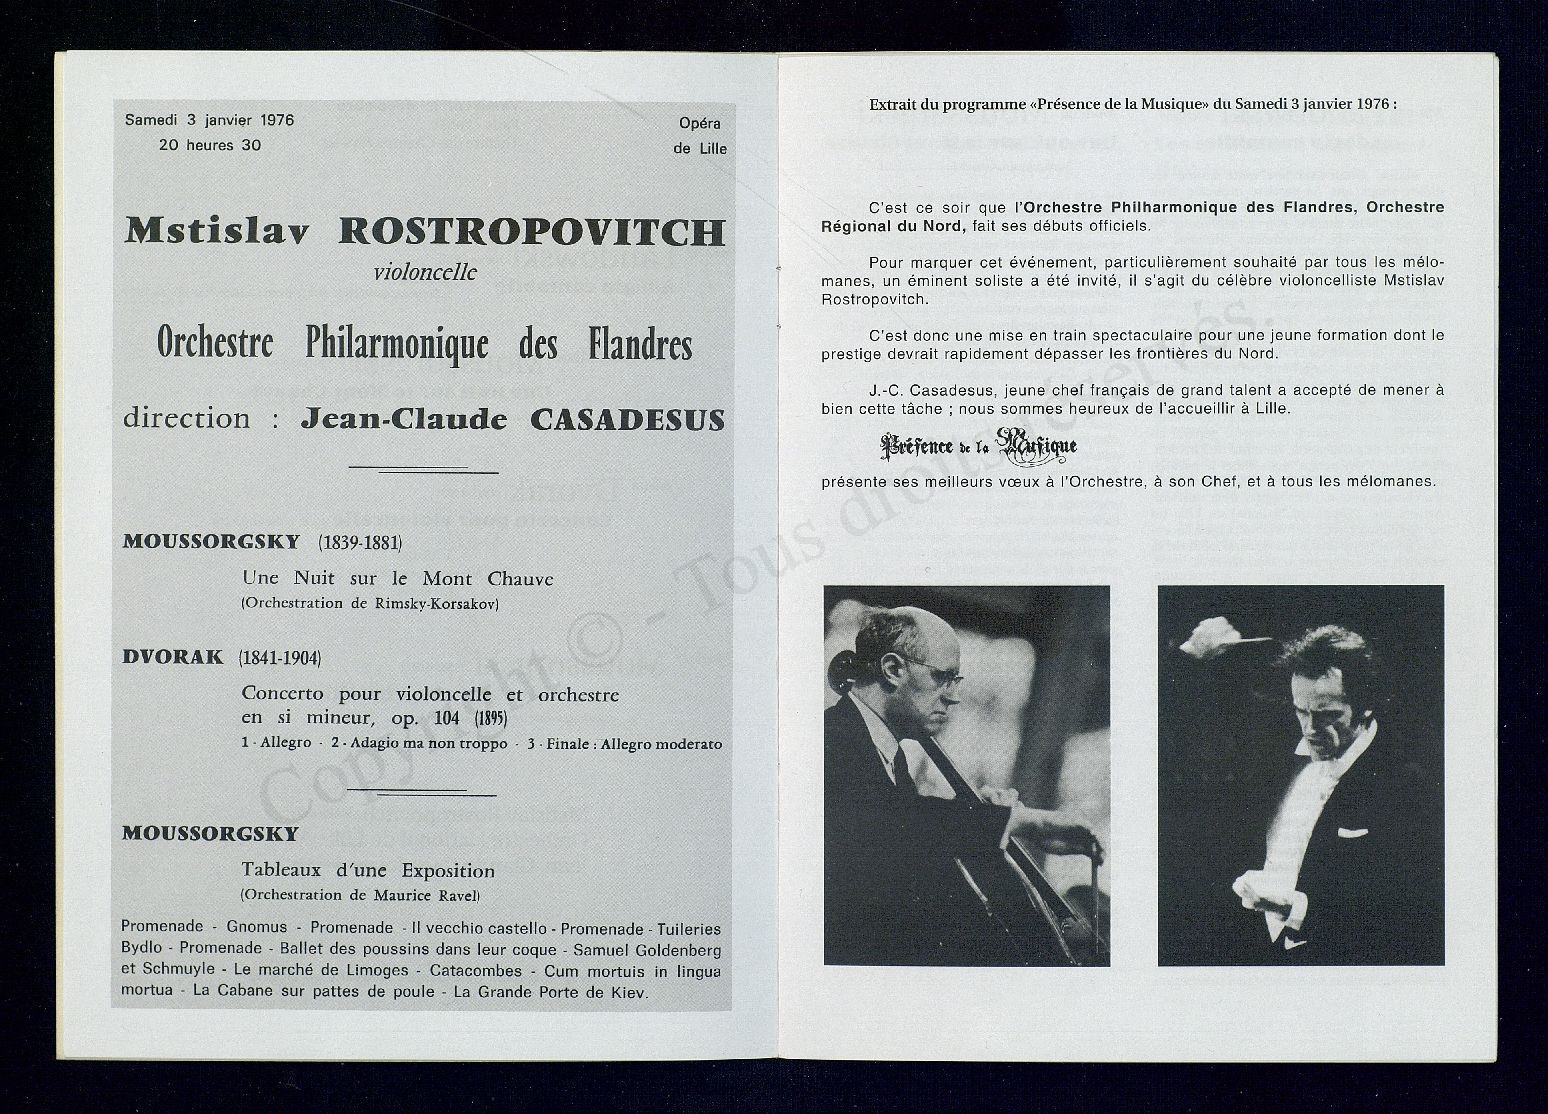 Samedi 3 janvier 1976
20 heures 30
Opéra
de Lille
Mstislav ROSTROPOVITCH
violoncelle
Orchestre Philarmonique des Flandres
direction : Jean-Claude CASADESUS
MOUSSORGSKY (1839-1881)
Une Nuit sur le Mont Chauve
(Orchestration de Rimsky-Korsakov)
DVORAK (1841-1904)
Concerto pour violoncelle et orchestre
en si mineur, op. 104 (1895)
1 - Allegro - 2 - Adagio ma non troppo - 3 - Finale : Allegro moderato
MOUSSORGSKY
Tableaux d'une Exposition
(Orchestration de Maurice Ravel)
Promenade - Gnomus - Promenade - Il vecchio castello - Promenade - Tuileries
Bydlo - Promenade - Ballet des poussins dans leur coque - Samuel Goldenberg
et Schmuyle - Le marché de Limoges - Catacombes - Cum mortuis in lingua
mortua - La Cabane sur pattes de poule - La Grande Porte de Kiev.
Extrait du programme «Présence de la Musique» du Samedi 3 janvier 1976 :
C'est ce soir que l'Orchestre Philharmonique des Flandres, Orchestre
Régional du Nord, fait ses débuts officiels.
Pour marquer cet événement, particulièrement souhaité par tous les mélo-
manes, un éminent soliste a été invité, il s'agit du célèbre violoncelliste Mstislav
Rostropovitch.
C'est donc une mise en train spectaculaire pour une jeune formation dont le
prestige devrait rapidement dépasser les frontières du Nord.
J.-C. Casadesus, jeune chef français de grand talent a accepté de mener à
bien cette tâche ; nous sommes heureux de l'accueillir à Lille.
Présence de la Musique
présente ses meilleurs vœux à l'Orchestre, à son Chef, et à tous les mélomanes.
Copyright © - Tous droits réservés.